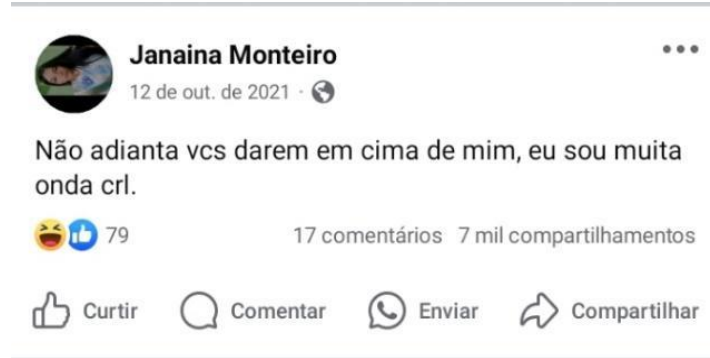 Janaina Monteiro
12 de out. de 2021 ·
Não adianta vcs darem em cima de mim, eu sou muita
onda crl.
79 17 comentários 7 mil compartilhamentos
Curtir Comentar Enviar Compartilhar